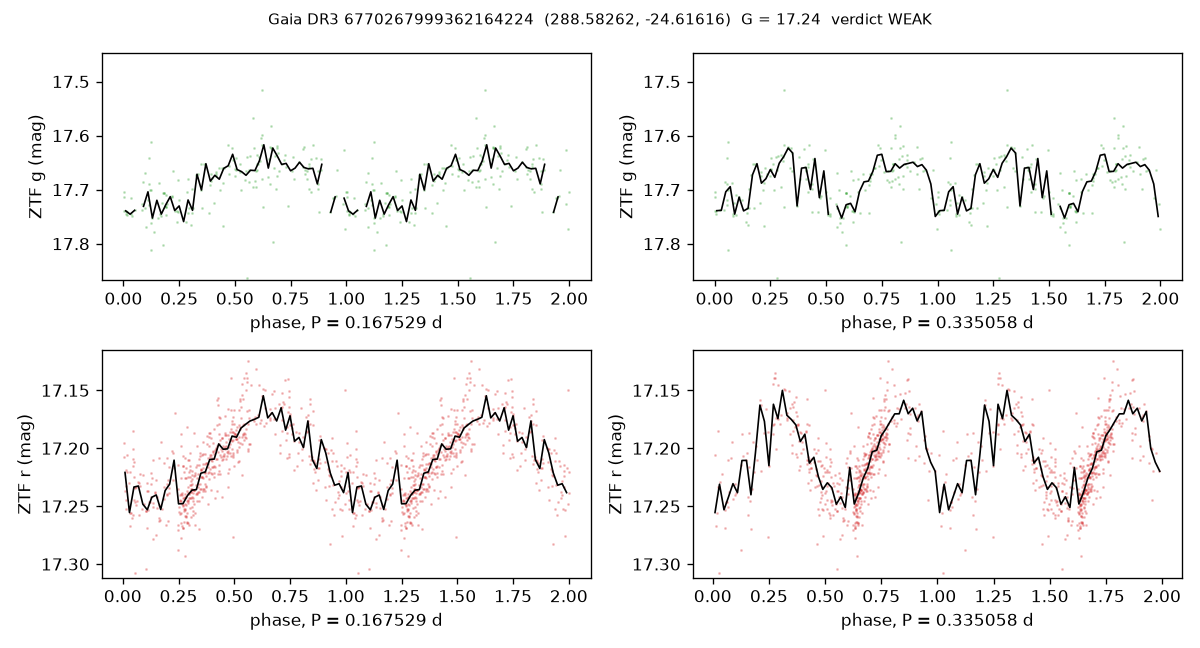 Gaia DR3 6770267999362164224  (288.58262, -24.61616)  G = 17.24  verdict WEAK
ZTF g (mag)
17.5
17.6
17.7
17.8
0.00 0.25 0.50 0.75 1.00 1.25 1.50 1.75 2.00
phase, P = 0.167529 d
ZTF g (mag)
17.5
17.6
17.7
17.8
0.00 0.25 0.50 0.75 1.00 1.25 1.50 1.75 2.00
phase, P = 0.335058 d
ZTF r (mag)
17.15
17.20
17.25
17.30
0.00 0.25 0.50 0.75 1.00 1.25 1.50 1.75 2.00
phase, P = 0.167529 d
ZTF r (mag)
17.15
17.20
17.25
17.30
0.00 0.25 0.50 0.75 1.00 1.25 1.50 1.75 2.00
phase, P = 0.335058 d